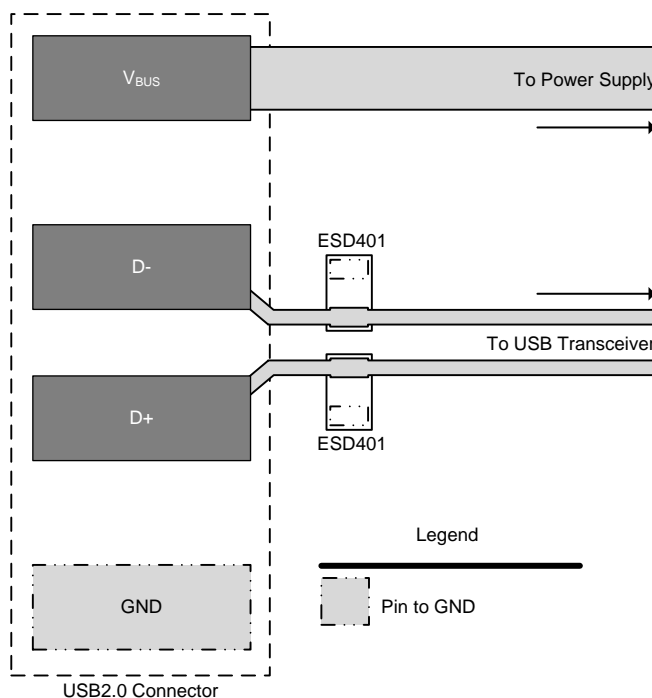 VBUS
To Power Supply
ESD401
D-
To USB Transceiver
D+
ESD401
Legend
GND
Pin to GND
USB2.0 Connector